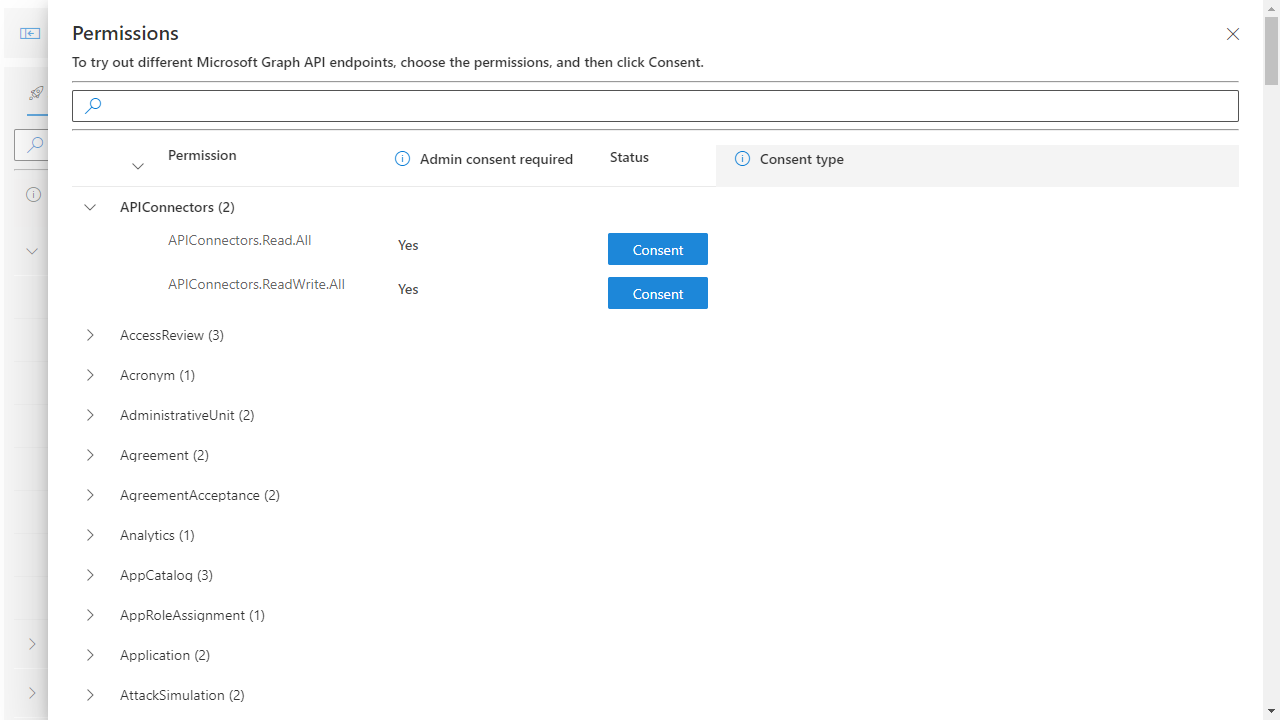 Permissions
To try out different Microsoft Graph API endpoints, choose the permissions, and then click Consent.
Permission
Admin consent required
Status
Consent type
APIConnectors (2)
APIConnectors.Read.All
Yes
Consent
APIConnectors.ReadWrite.All
Yes
Consent
AccessReview (3)
Acronym (1)
AdministrativeUnit (2)
Agreement (2)
AgreementAcceptance (2)
Analytics (1)
AppCatalog (3)
AppRoleAssignment (1)
Application (2)
AttackSimulation (2)